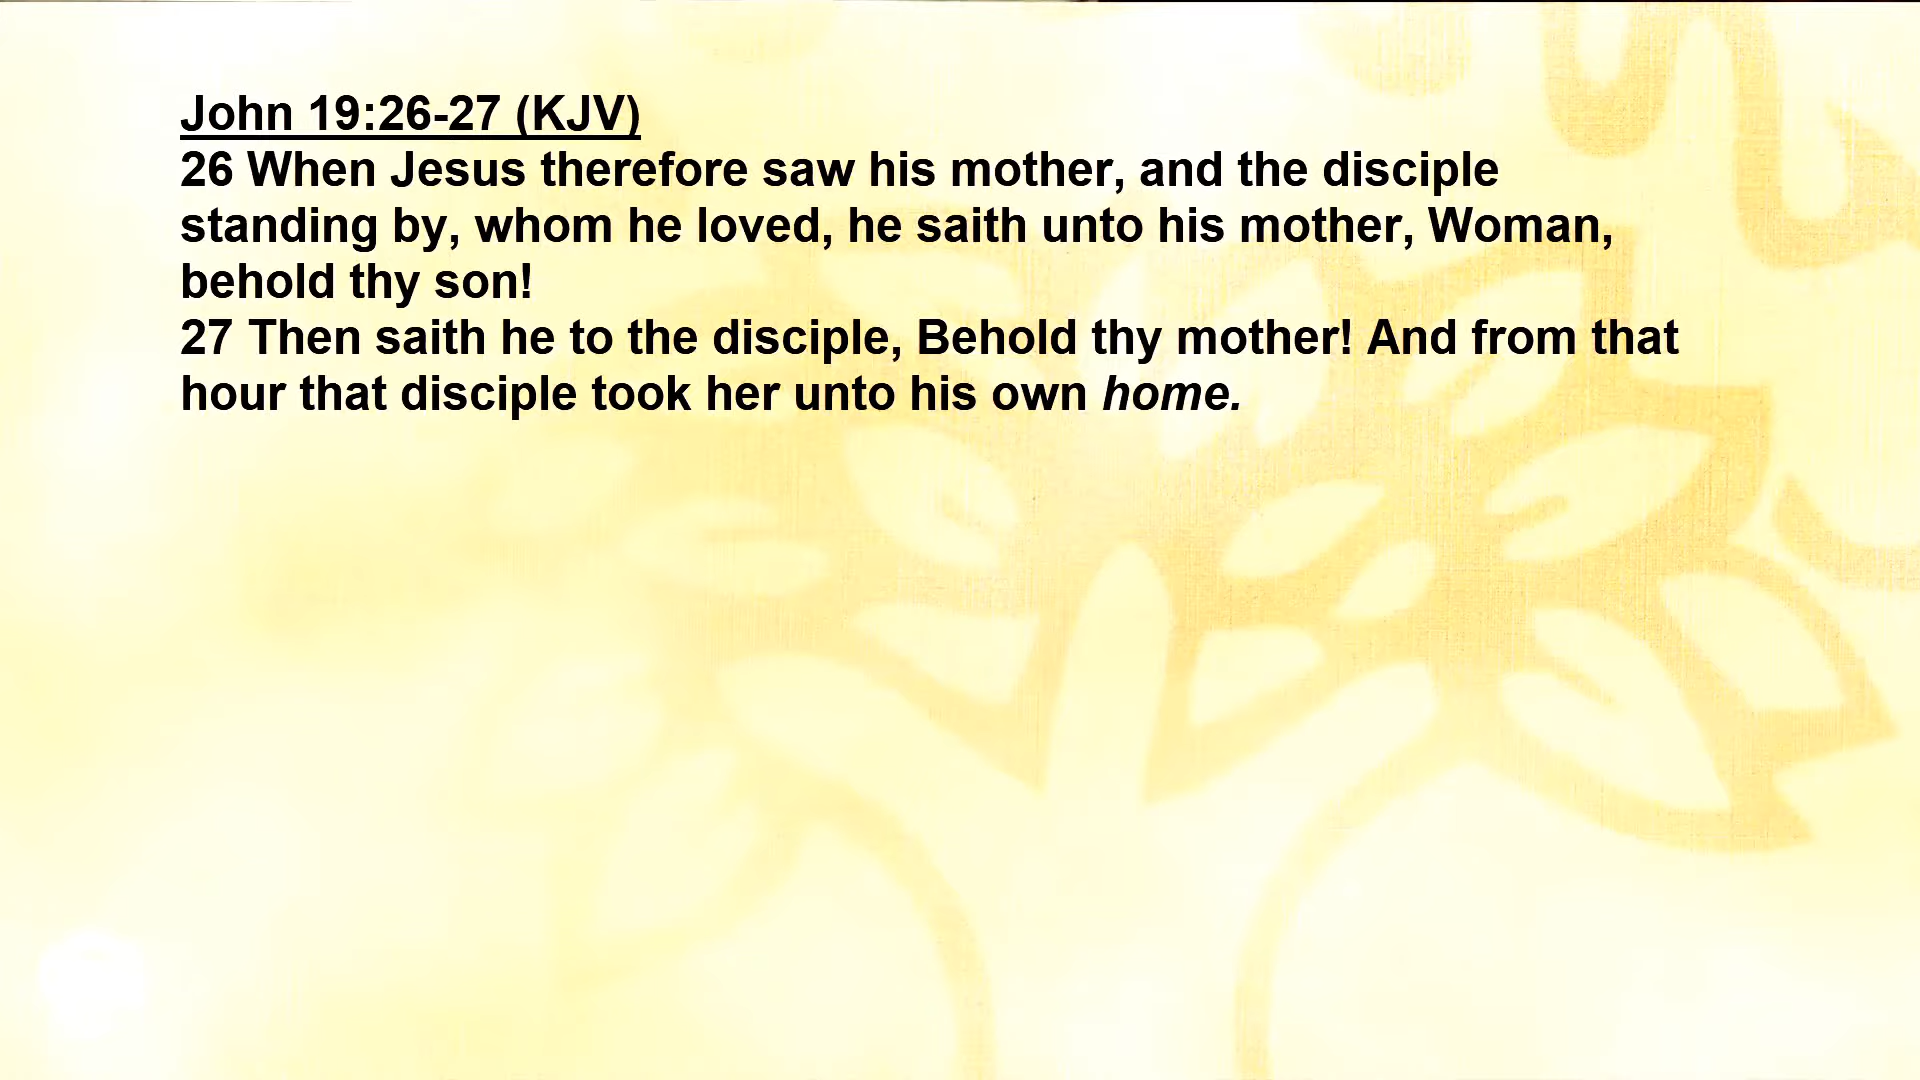 John 19:26-27 (KJV)
26 When Jesus therefore saw his mother, and the disciple
standing by, whom he loved, he saith unto his mother, Woman,
behold thy son!
27 Then saith he to the disciple, Behold thy mother! And from that
hour that disciple took her unto his own home.